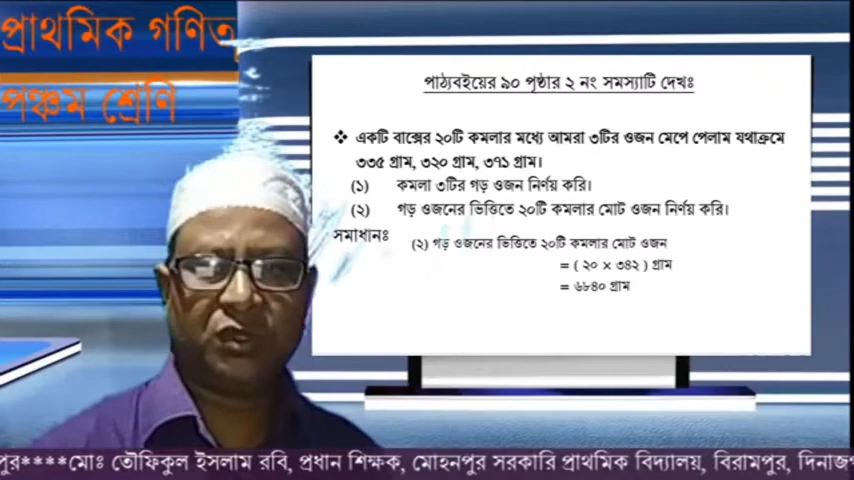 প্রাথমিক গণিত,
পঞ্চম শ্রেণি
পাঠ্যবইয়ের ৯০ পৃষ্ঠার ২ নং সমস্যাটি দেখঃ
❖ একটি বাক্সের ২০টি কমলার মধ্যে আমরা ৩টির ওজন মেপে পেলাম যথাক্রমে
৩৩৫ গ্রাম, ৩২০ গ্রাম, ৩৭১ গ্রাম।
(১) কমলা ৩টির গড় ওজন নির্ণয় করি।
(২) গড় ওজনের ভিত্তিতে ২০টি কমলার মোট ওজন নির্ণয় করি।
সমাধানঃ
(২) গড় ওজনের ভিত্তিতে ২০টি কমলার মোট ওজন
= ( ২০ × ৩৪২ ) গ্রাম
= ৬৮৪০ গ্রাম
পুর****মোঃ তৌফিকুল ইসলাম রবি, প্রধান শিক্ষক, মোহনপুর সরকারি প্রাথমিক বিদ্যালয়, বিরামপুর, দিনাজপ